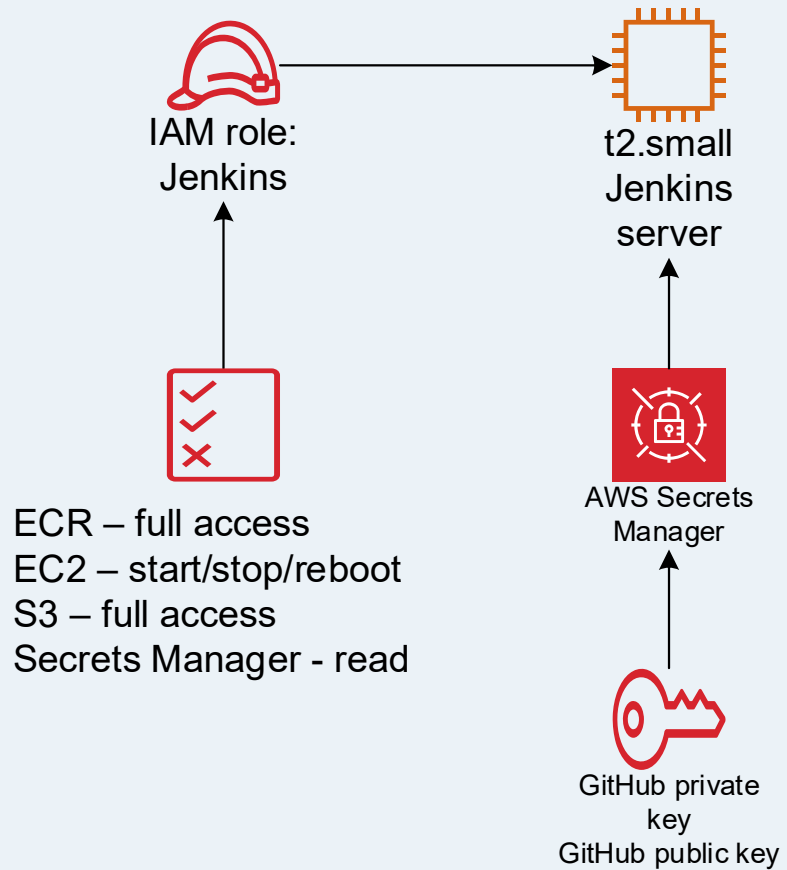 IAM role:
Jenkins
t2.small
Jenkins
server
ECR – full access
EC2 – start/stop/reboot
S3 – full access
Secrets Manager - read
AWS Secrets
Manager
GitHub private
key
GitHub public key